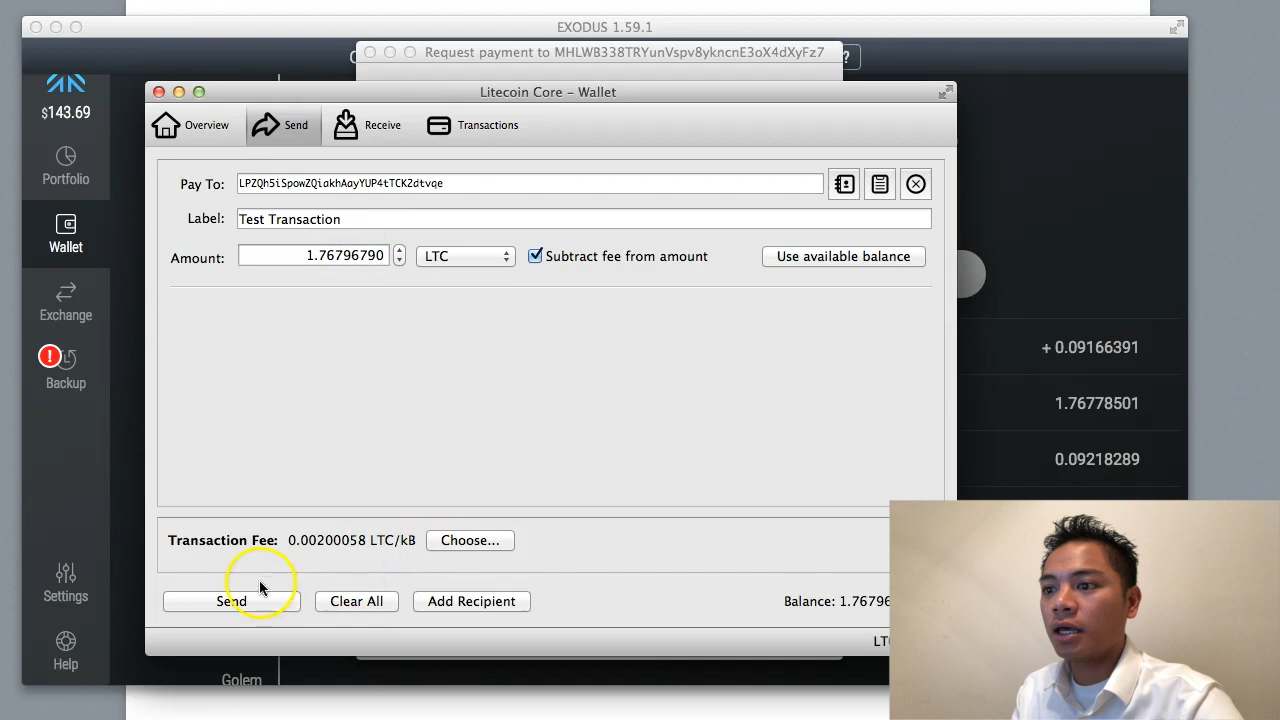 EXODUS 1.59.1
Request payment to MHLWB338TRYunVspv8ykncnE3oX4dXyFz7
?
$143.69
Portfolio
Wallet
Exchange
Backup
Settings
Help
Litecoin Core – Wallet
Overview
Send
Receive
Transactions
Pay To:
LPZQh5iSpowZQiakhAayYUP4tTCKZdtvqe
Label:
Test Transaction
Amount:
1.76796790
LTC
Subtract fee from amount
Use available balance
Transaction Fee: 0.00200058 LTC/kB
Choose...
Send
Clear All
Add Recipient
Balance: 1.76796
+ 0.09166391
1.76778501
0.09218289
Golem